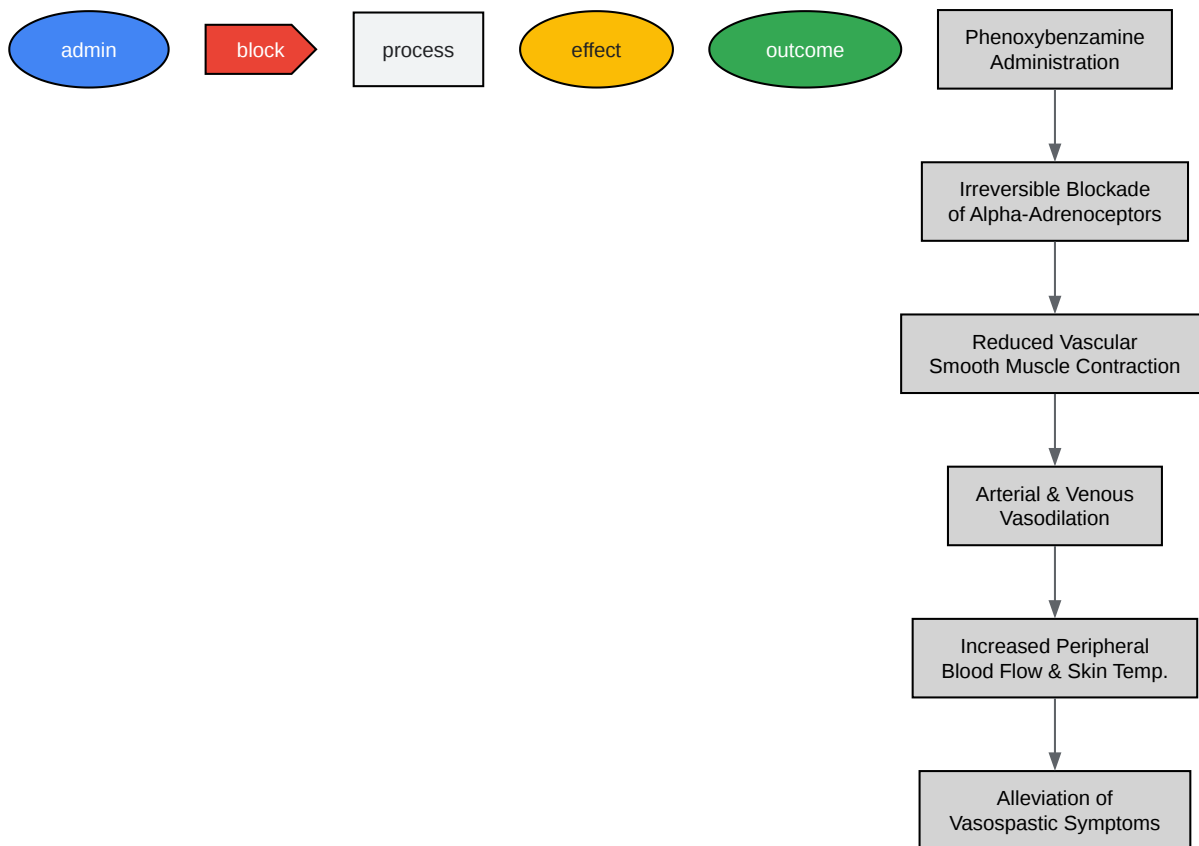 admin
block
process
effect
outcome
Phenoxybenzamine
Administration
Irreversible Blockade
of Alpha-Adrenoceptors
Reduced Vascular
Smooth Muscle Contraction
Arterial & Venous
Vasodilation
Increased Peripheral
Blood Flow & Skin Temp.
Alleviation of
Vasospastic Symptoms